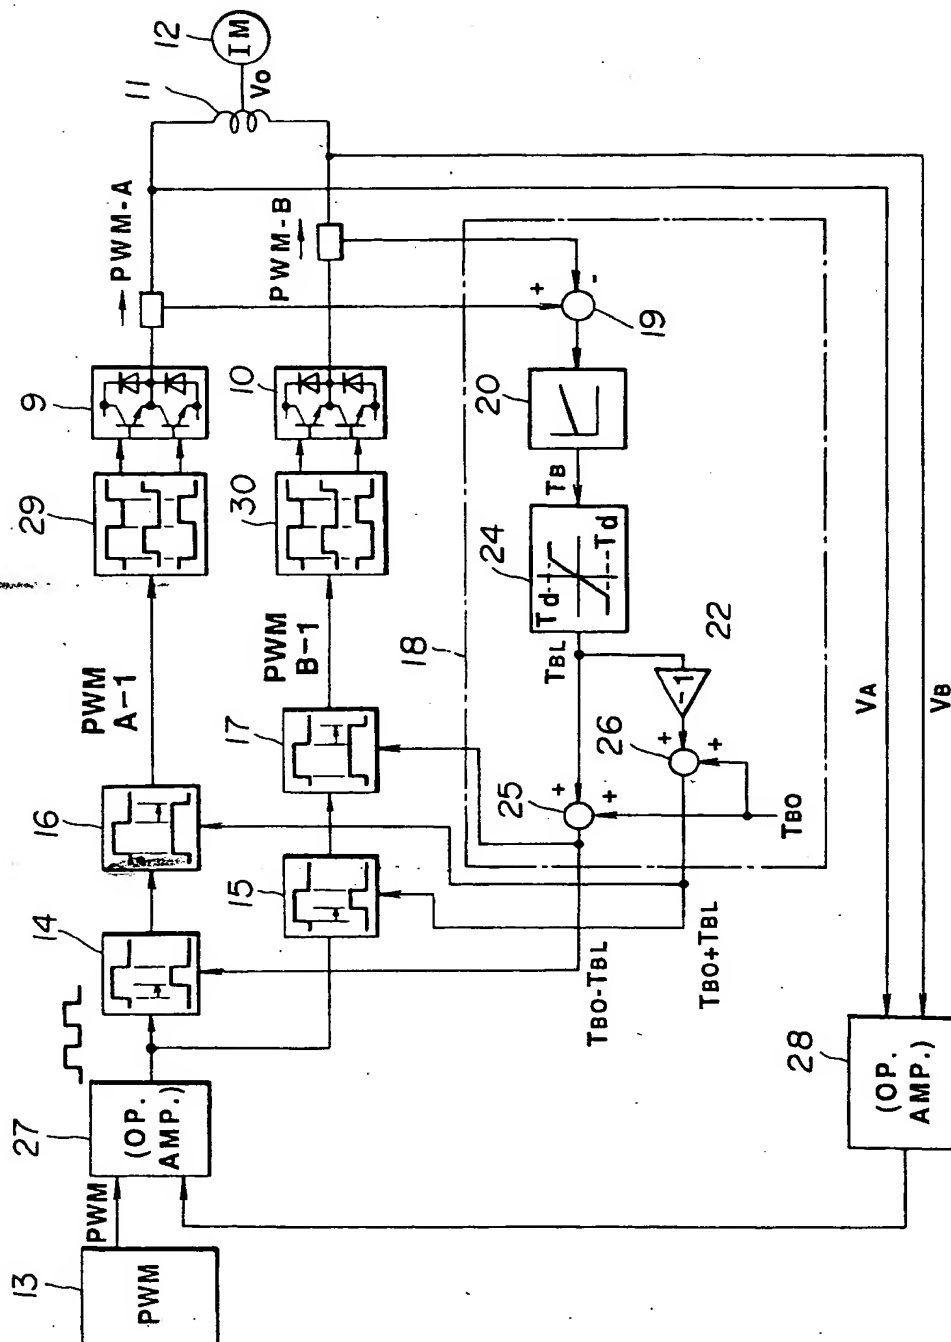 13
PWM
PWM
27
(OP.
AMP.)
14
16
PWM
A-1
29
9
PWM-A
11
12
IM
Vo
15
17
PWM
B-1
30
10
PWM-B
18
19
+
-
20
TB
24
Td
-Td
TBL
22
-1
25
+
+
26
+
+
TBO
TBO-TBL
TBO+TBL
VA
VB
28
(OP.
AMP.)